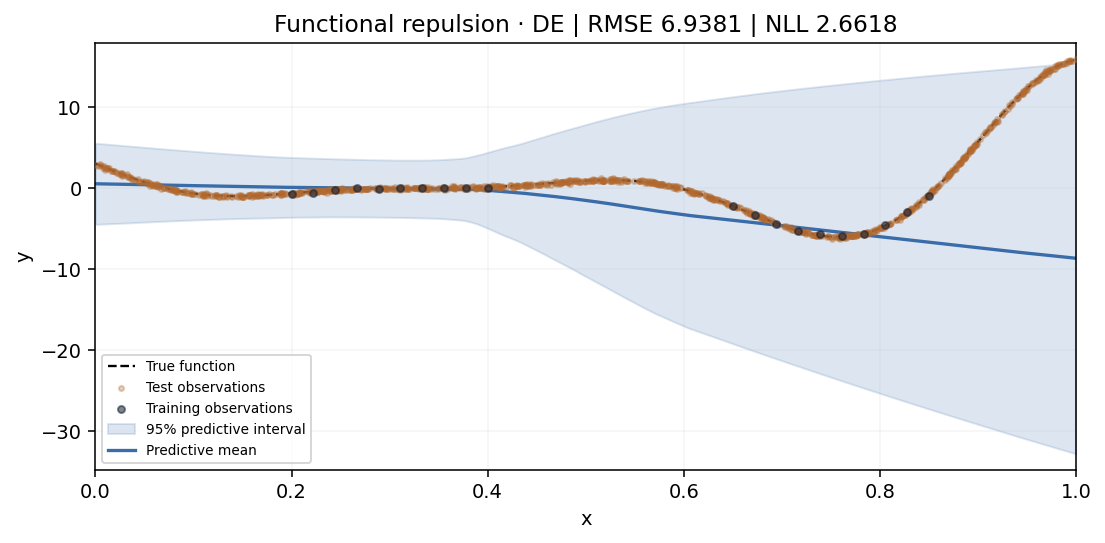 Functional repulsion · DE | RMSE 6.9381 | NLL 2.6618
y
10
0
−10
−20
−30
True function
Test observations
Training observations
95% predictive interval
Predictive mean
0.0 0.2 0.4 0.6 0.8 1.0
x